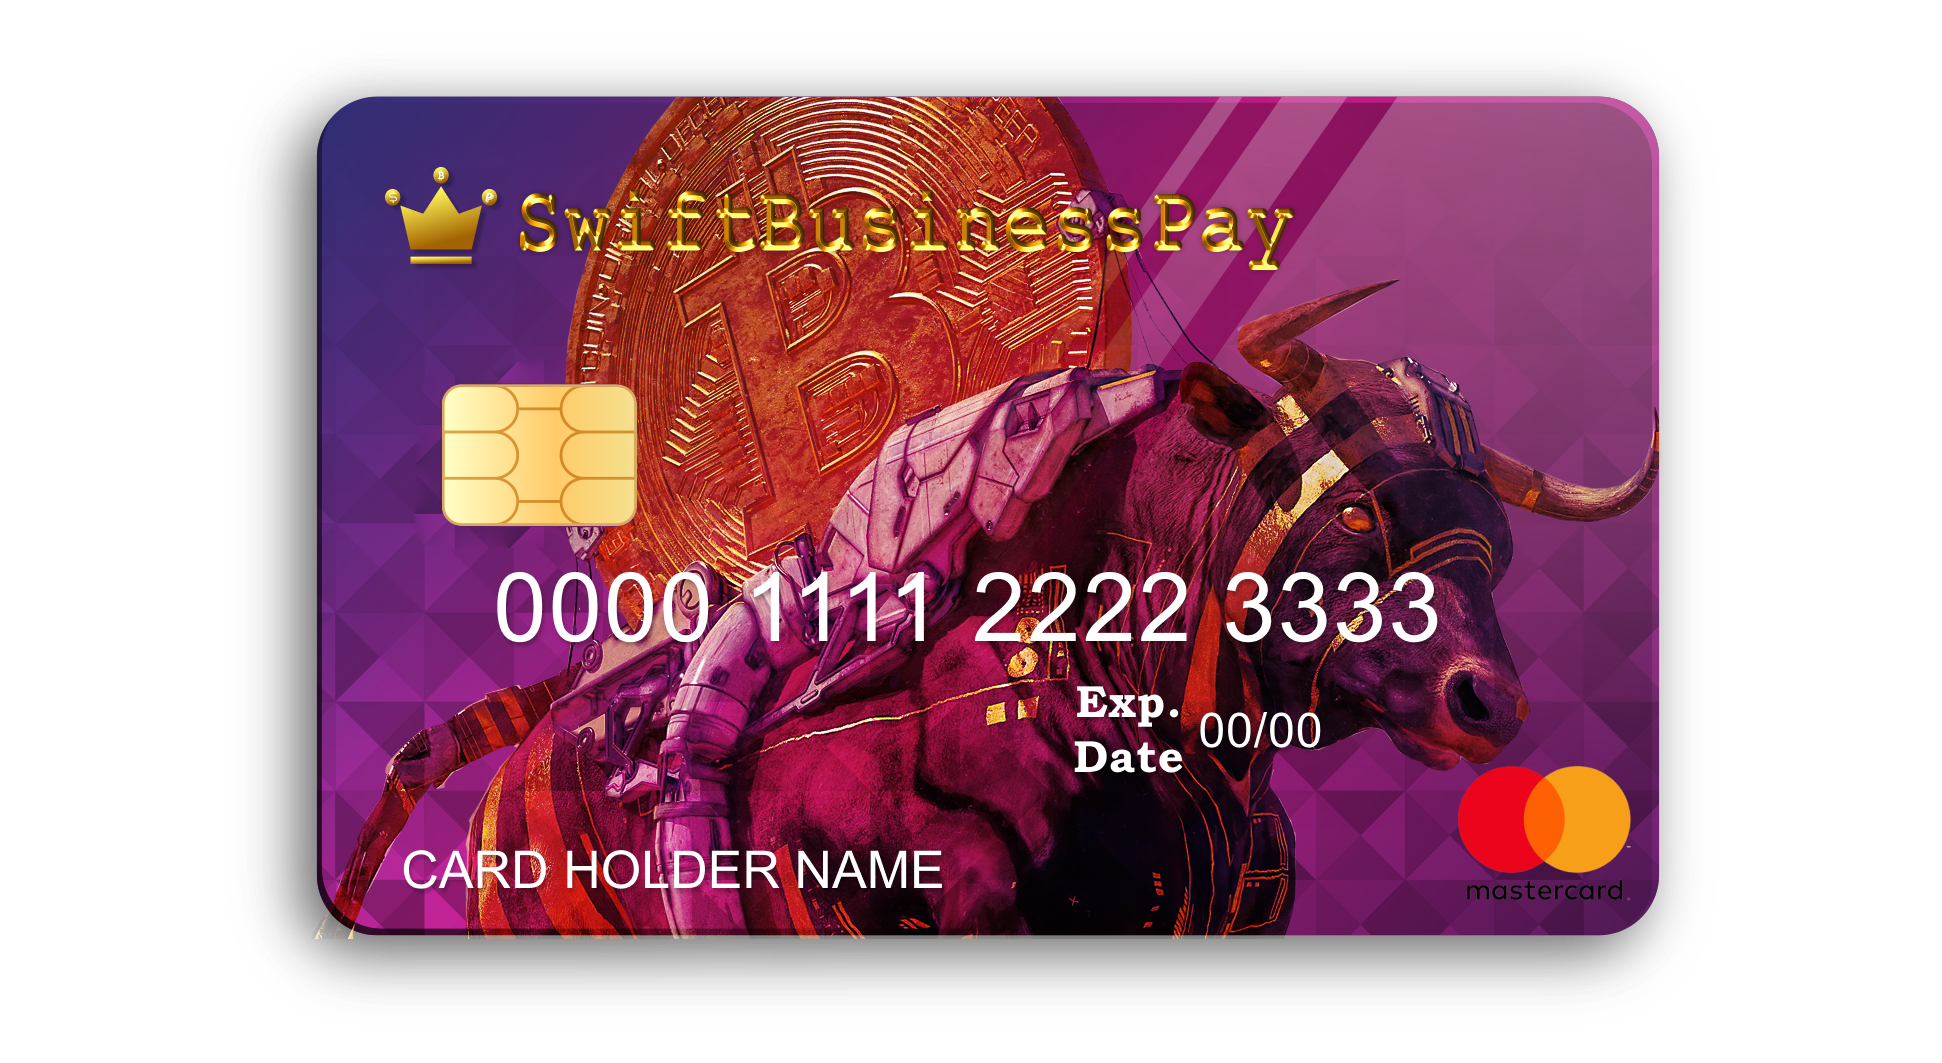 SwiftBusinessPay
0000 1111 2222 3333
Exp.
Date 00/00
CARD HOLDER NAME
mastercard